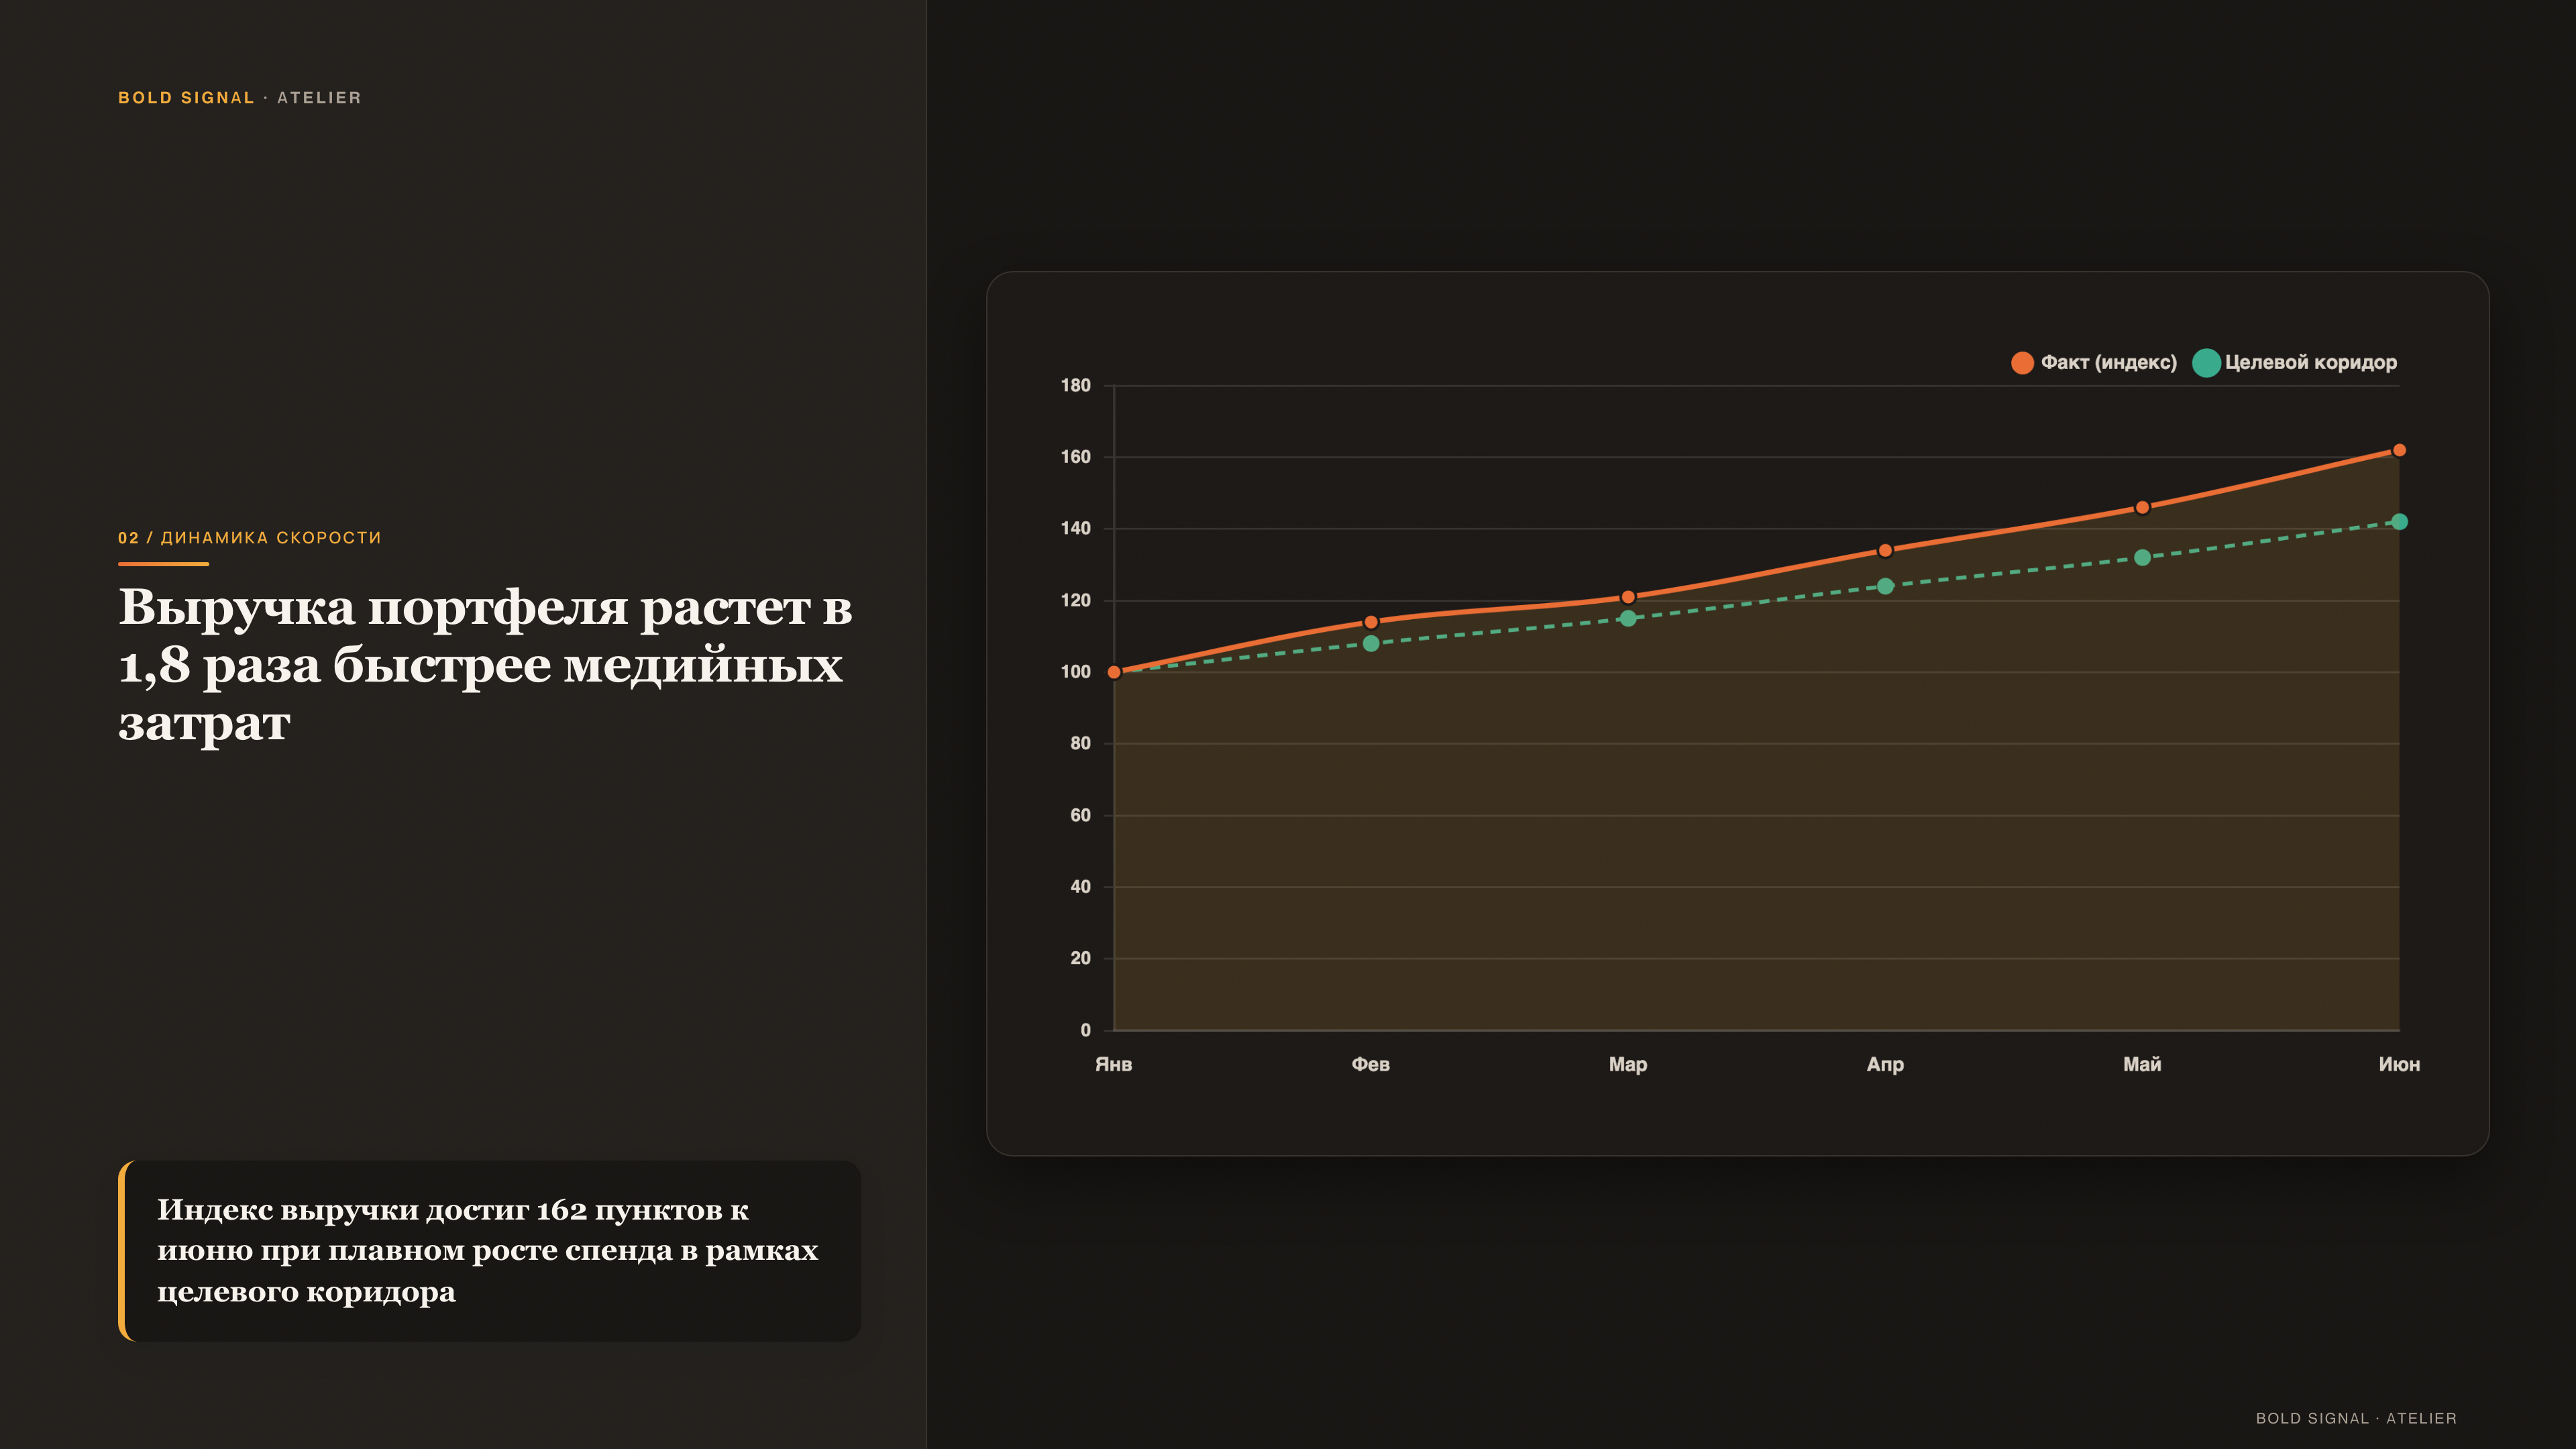 BOLD SIGNAL · ATELIER
02 / ДИНАМИКА СКОРОСТИ
Выручка портфеля растет в
1,8 раза быстрее медийных
затрат
Индекс выручки достиг 162 пунктов к
июню при плавном росте спенда в рамках
целевого коридора
Факт (индекс) Целевой коридор
180
160
140
120
100
80
60
40
20
0
Янв Фев Мар Апр Май Июн
BOLD SIGNAL · ATELIER